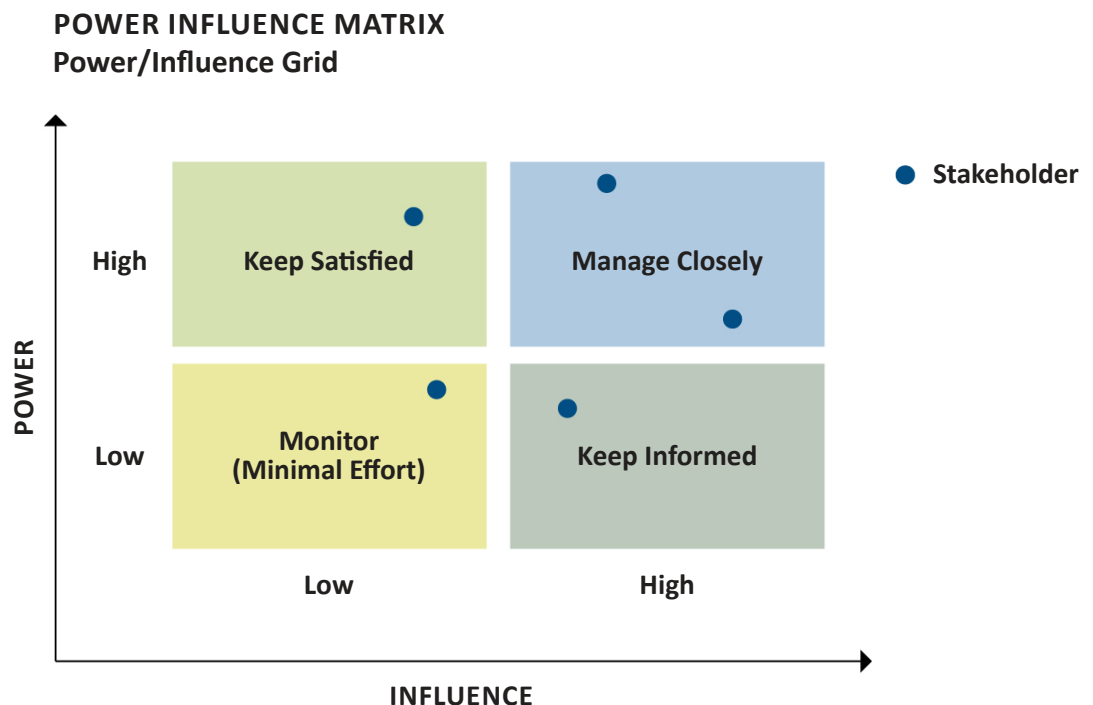 POWER INFLUENCE MATRIX
Power/Influence Grid
Stakeholder
High
Keep Satisfied
Manage Closely
POWER
Low
Monitor
(Minimal Effort)
Keep Informed
Low
High
INFLUENCE